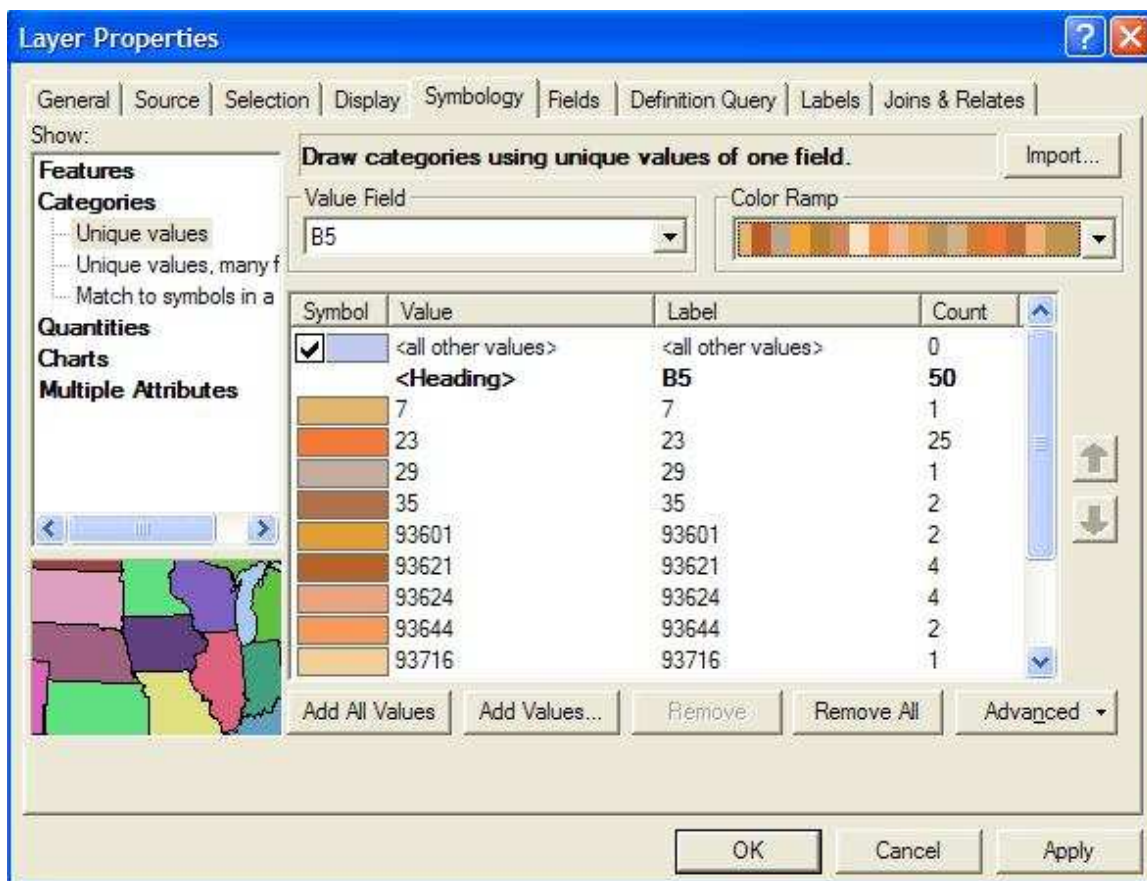 Layer Properties
General Source Selection Display Symbology Fields Definition Query Labels Joins & Relates
Show:
Features
Categories
Unique values
Unique values, many f
Match to symbols in a
Quantities
Charts
Multiple Attributes
Draw categories using unique values of one field.
Import...
Value Field
B5
Color Ramp
Symbol Value Label Count
<all other values> <all other values> 0
<Heading> B5 50
7 7 1
23 23 25
29 29 1
35 35 2
93601 93601 2
93621 93621 4
93624 93624 4
93644 93644 2
93716 93716 1
Add All Values Add Values... Remove Remove All Advanced
OK Cancel Apply